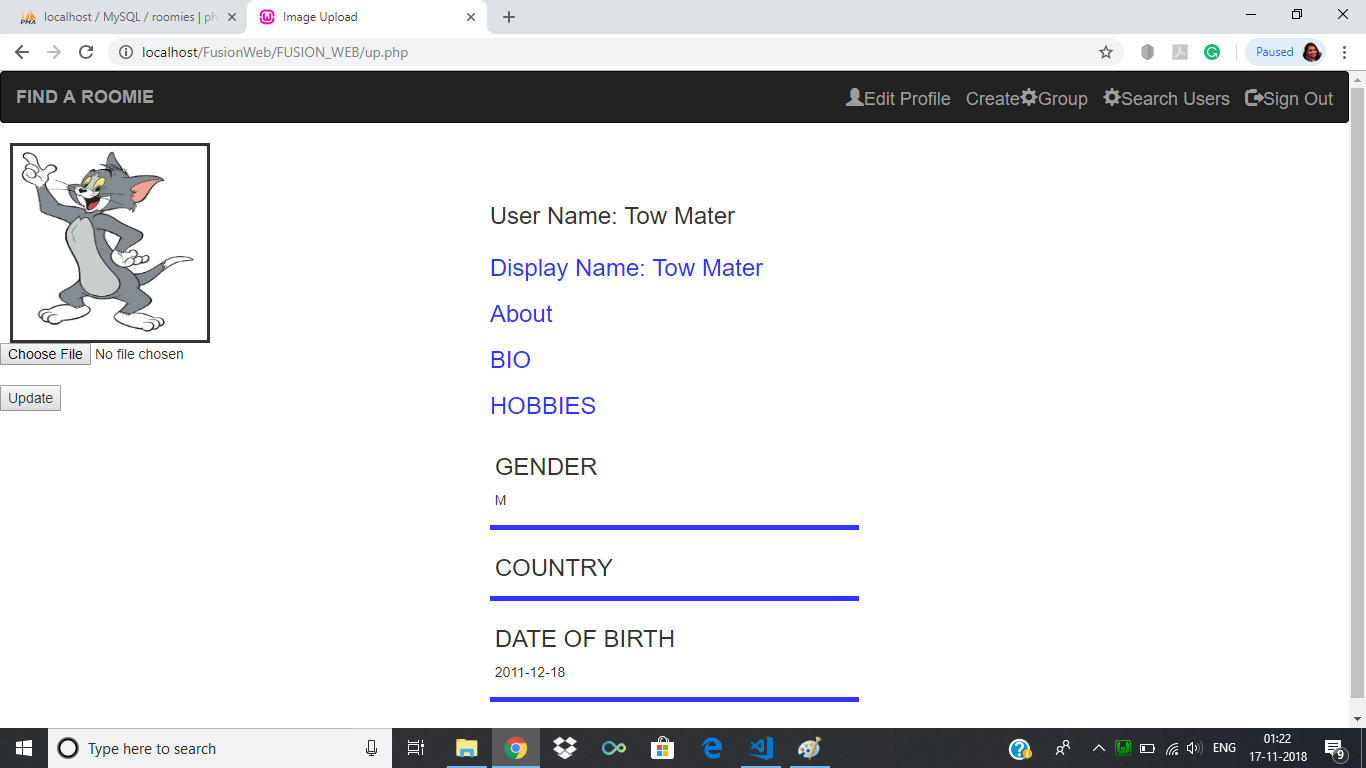 localhost / MySQL / roomies | ph
Image Upload
localhost/FusionWeb/FUSION_WEB/up.php
Paused
FIND A ROOMIE
Edit Profile
Create Group
Search Users
Sign Out
User Name: Tow Mater
Display Name: Tow Mater
About
BIO
HOBBIES
Choose File No file chosen
Update
GENDER
M
COUNTRY
DATE OF BIRTH
2011-12-18
Type here to search
ENG
01:22
17-11-2018
9